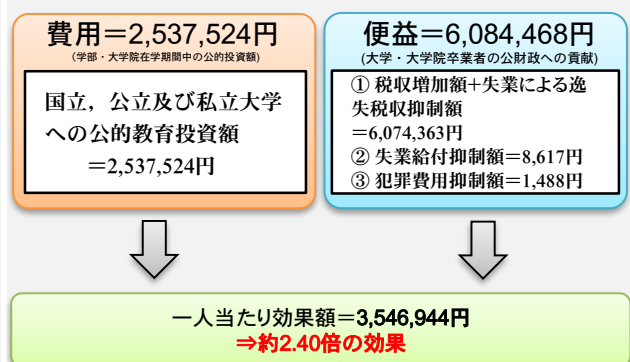 費用＝2,537,524円
(学部・大学院在学期間中の公的投資額)
国立，公立及び私立大学
への公的教育投資額
＝2,537,524円
便益＝6,084,468円
(大学・大学院卒業者の公財政への貢献)
① 税収増加額＋失業による逸
失税収抑制額
＝6,074,363円
② 失業給付抑制額＝8,617円
③ 犯罪費用抑制額＝1,488円
一人当たり効果額＝3,546,944円
⇒約2.40倍の効果